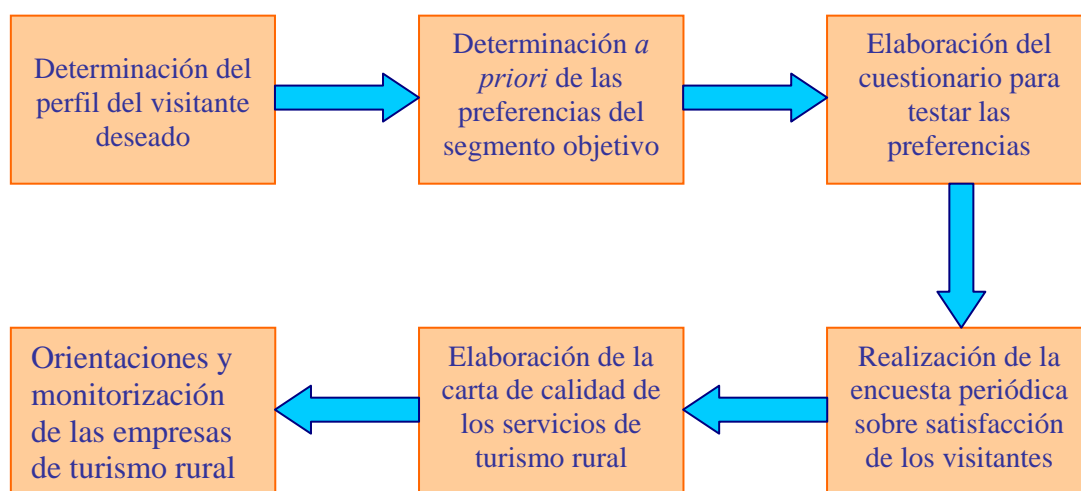 Determinación del
perfil del visitante
deseado
Determinación a
priori de las
preferencias del
segmento objetivo
Elaboración del
cuestionario para
testar las
preferencias
Realización de la
encuesta periódica
sobre satisfacción
de los visitantes
Elaboración de la
carta de calidad de
los servicios de
turismo rural
Orientaciones y
monitorización
de las empresas
de turismo rural